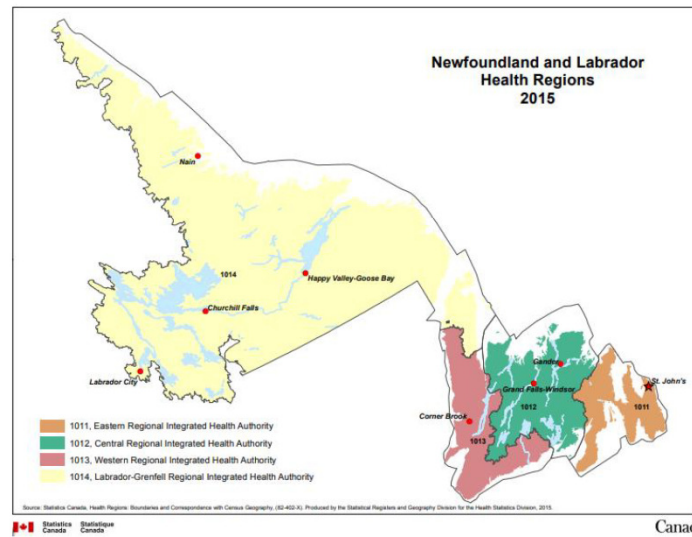 Newfoundland and Labrador
Health Regions
2015
Nain
1014
Happy Valley-Goose Bay
Churchill Falls
Labrador City
Gander
St. John's
Grand Falls-Windsor
1012
1011
Corner Brook
1013
1011, Eastern Regional Integrated Health Authority
1012, Central Regional Integrated Health Authority
1013, Western Regional Integrated Health Authority
1014, Labrador-Grenfell Regional Integrated Health Authority
Source: Statistics Canada, Health Regions: Boundaries and Correspondence with Census Geography, (82-402-X). Produced by the Statistical Registers and Geography Division for the Health Statistics Division, 2015.
Statistics Canada
Statistique Canada
Canad